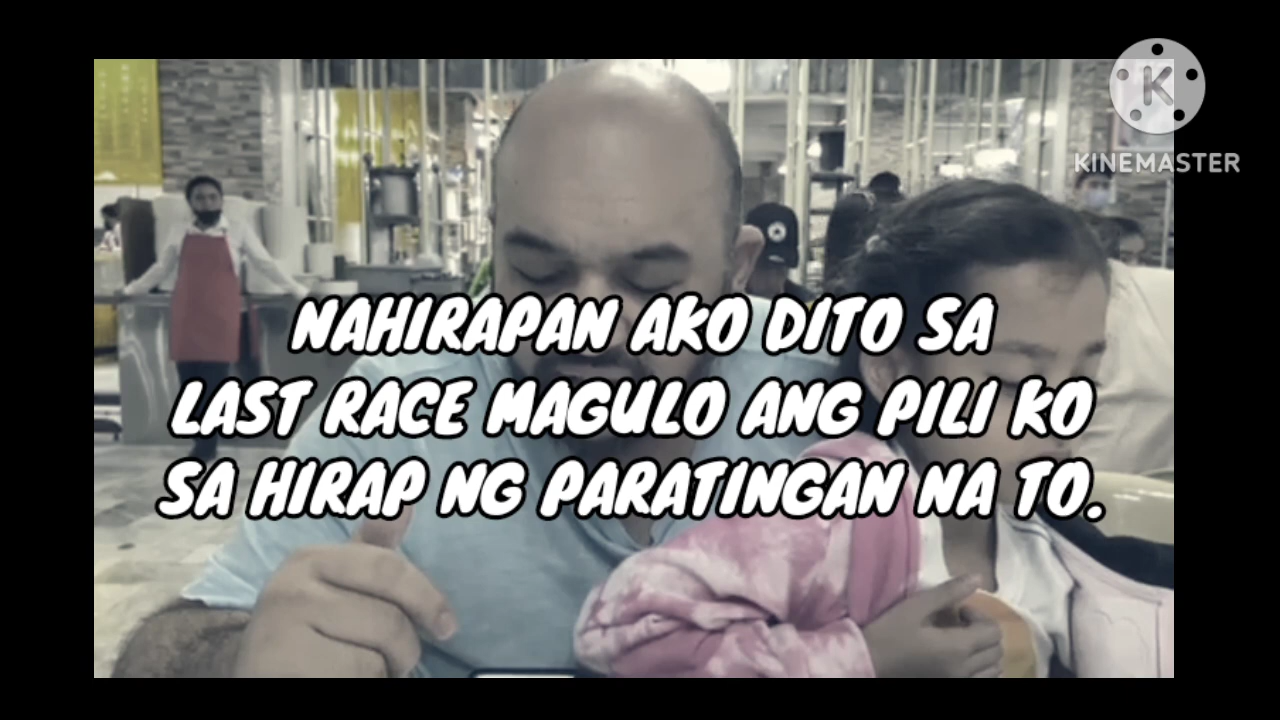 K
KINEMASTER
NAHIRAPAN AKO DITO SA
LAST RACE MAGULO ANG PILI KO
SA HIRAP NG PARATINGAN NA TO.